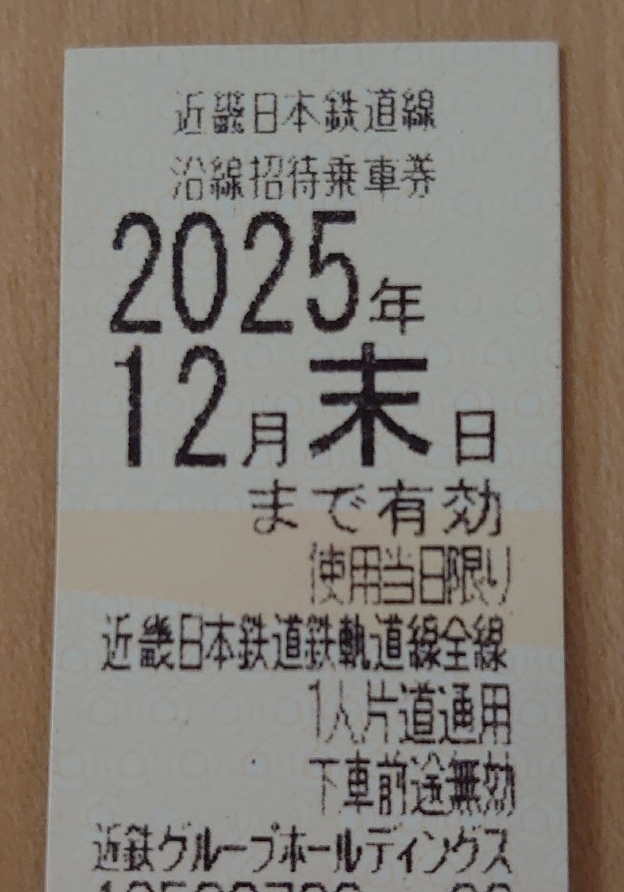 近畿日本鉄道線
沿線招待乗車券
2025年
12月末日
まで有効
使用当日限り
近畿日本鉄道鉄軌道線全線
1人片道通用
下車前途無効
近鉄グループホールディングス